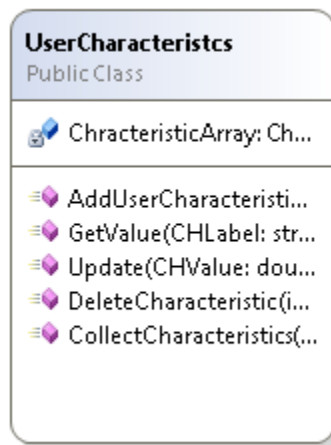 UserCharacteristcs
Public Class
ChracteristicArray: Ch...
AddUserCharacteristi...
GetValue(CHLabel: str...
Update(CHValue: dou...
DeleteCharacteristic(i...
CollectCharacteristics(...